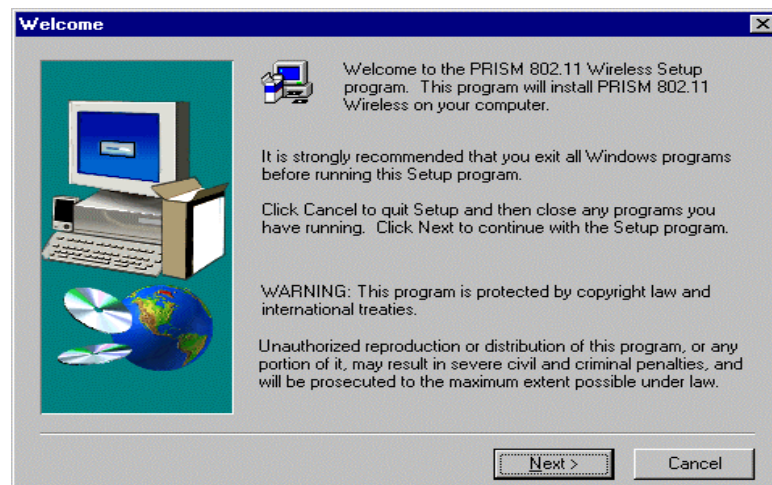 Welcome
Welcome to the PRISM 802.11 Wireless Setup
program.  This program will install PRISM 802.11
Wireless on your computer.
It is strongly recommended that you exit all Windows programs
before running this Setup program.
Click Cancel to quit Setup and then close any programs you
have running.  Click Next to continue with the Setup program.
WARNING: This program is protected by copyright law and
international treaties.
Unauthorized reproduction or distribution of this program, or any
portion of it, may result in severe civil and criminal penalties, and
will be prosecuted to the maximum extent possible under law.
Next >
Cancel